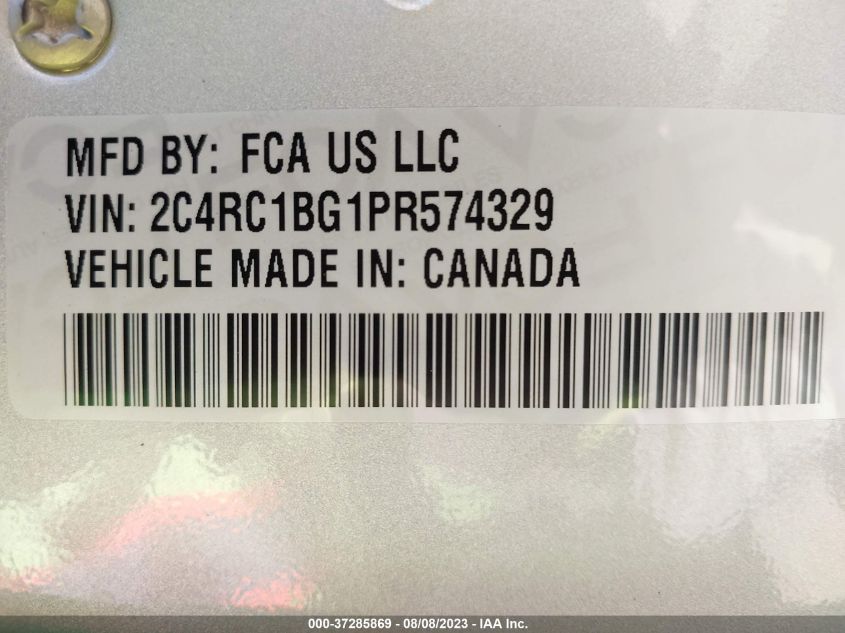 MFD BY: FCA US LLC
VIN: 2C4RC1BG1PR574329
VEHICLE MADE IN: CANADA
000-37285869 - 08/08/2023 - IAA Inc.